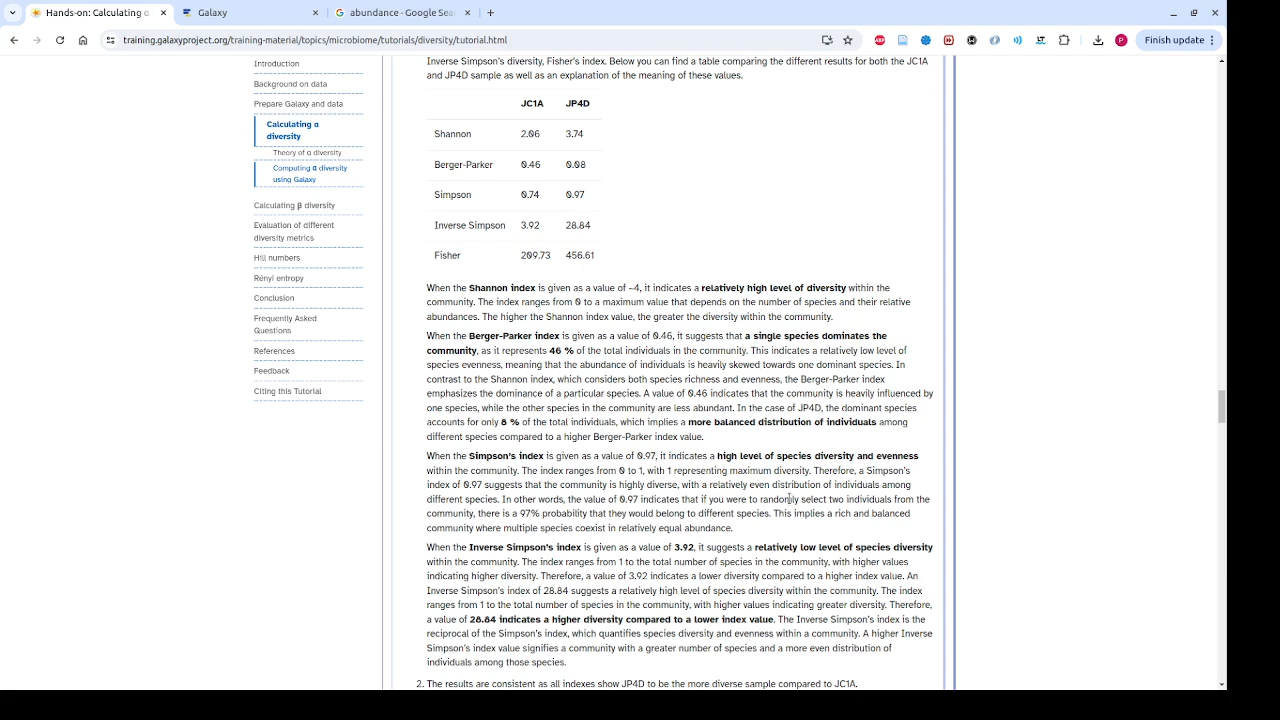 Hands-on: Calculating α
Galaxy
abundance - Google Sea
training.galaxyproject.org/training-material/topics/microbiome/tutorials/diversity/tutorial.html
Finish update
Introduction
Background on data
Prepare Galaxy and data
Calculating α
diversity
Theory of α diversity
Computing α diversity
using Galaxy
Calculating β diversity
Evaluation of different
diversity metrics
Hill numbers
Rényi entropy
Conclusion
Frequently Asked
Questions
References
Feedback
Citing this Tutorial
Inverse Simpson's diversity, Fisher's index. Below you can find a table comparing the different results for both the JC1A
and JP4D sample as well as an explanation of the meaning of these values.
JC1A JP4D
Shannon 2.06 3.74
Berger-Parker 0.46 0.08
Simpson 0.74 0.97
Inverse Simpson 3.92 28.84
Fisher 209.73 456.61
When the Shannon index is given as a value of ~4, it indicates a relatively high level of diversity within the
community. The index ranges from 0 to a maximum value that depends on the number of species and their relative
abundances. The higher the Shannon index value, the greater the diversity within the community.
When the Berger-Parker index is given as a value of 0.46, it suggests that a single species dominates the
community, as it represents 46 % of the total individuals in the community. This indicates a relatively low level of
species evenness, meaning that the abundance of individuals is heavily skewed towards one dominant species. In
contrast to the Shannon index, which considers both species richness and evenness, the Berger-Parker index
emphasizes the dominance of a particular species. A value of 0.46 indicates that the community is heavily influenced by
one species, while the other species in the community are less abundant. In the case of JP4D, the dominant species
accounts for only 8 % of the total individuals, which implies a more balanced distribution of individuals among
different species compared to a higher Berger-Parker index value.
When the Simpson's index is given as a value of 0.97, it indicates a high level of species diversity and evenness
within the community. The index ranges from 0 to 1, with 1 representing maximum diversity. Therefore, a Simpson's
index of 0.97 suggests that the community is highly diverse, with a relatively even distribution of individuals among
different species. In other words, the value of 0.97 indicates that if you were to randomly select two individuals from the
community, there is a 97% probability that they would belong to different species. This implies a rich and balanced
community where multiple species coexist in relatively equal abundance.
When the Inverse Simpson's index is given as a value of 3.92, it suggests a relatively low level of species diversity
within the community. The index ranges from 1 to the total number of species in the community, with higher values
indicating higher diversity. Therefore, a value of 3.92 indicates a lower diversity compared to a higher index value. An
Inverse Simpson's index of 28.84 suggests a relatively high level of species diversity within the community. The index
ranges from 1 to the total number of species in the community, with higher values indicating greater diversity. Therefore,
a value of 28.84 indicates a higher diversity compared to a lower index value. The Inverse Simpson's index is the
reciprocal of the Simpson's index, which quantifies species diversity and evenness within a community. A higher Inverse
Simpson's index value signifies a community with a greater number of species and a more even distribution of
individuals among those species.
2. The results are consistent as all indexes show JP4D to be the more diverse sample compared to JC1A.